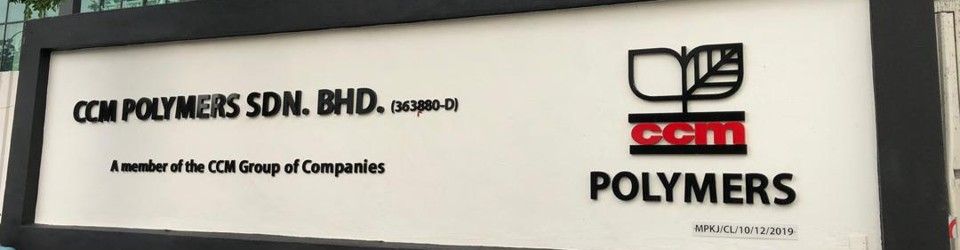 CCM POLYMERS SDN. BHD. (363880-D)
A member of the CCM Group of Companies
ccm
POLYMERS
MPKJ/CL/10/12/2019